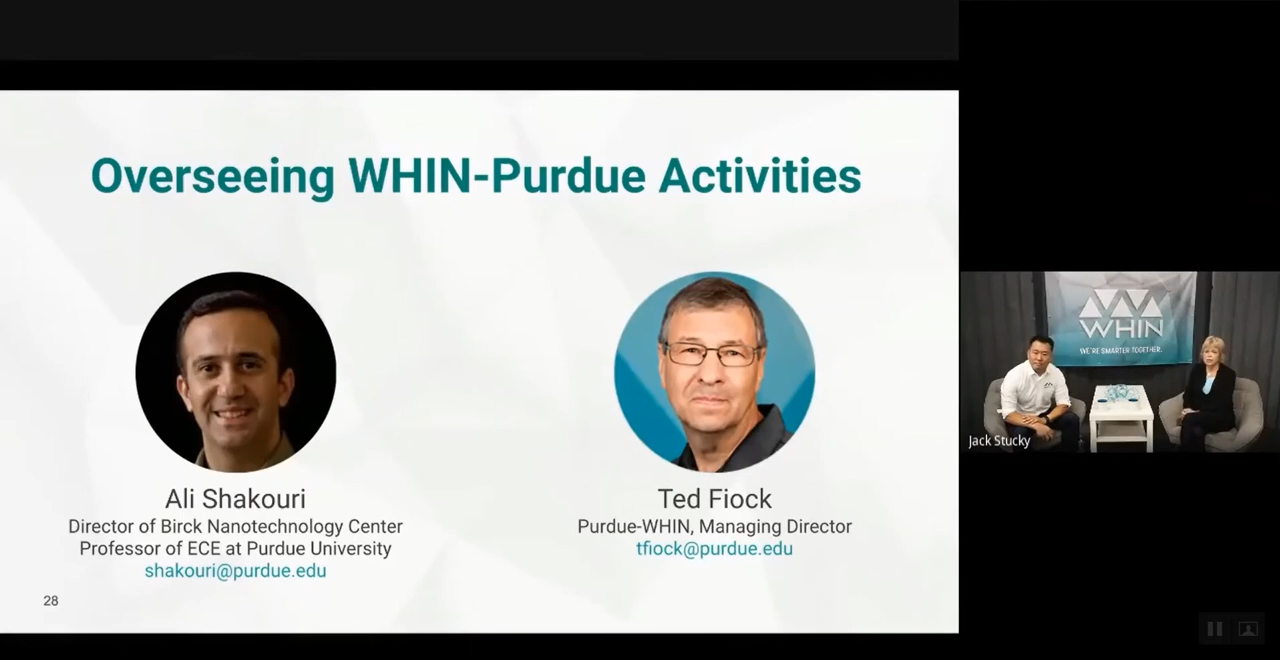 Overseeing WHIN-Purdue Activities
Ali Shakouri
Director of Birck Nanotechnology Center
Professor of ECE at Purdue University
shakouri@purdue.edu
Ted Fiock
Purdue-WHIN, Managing Director
tfiock@purdue.edu
28
WHIN
WE'RE SMARTER TOGETHER.
Jack Stucky